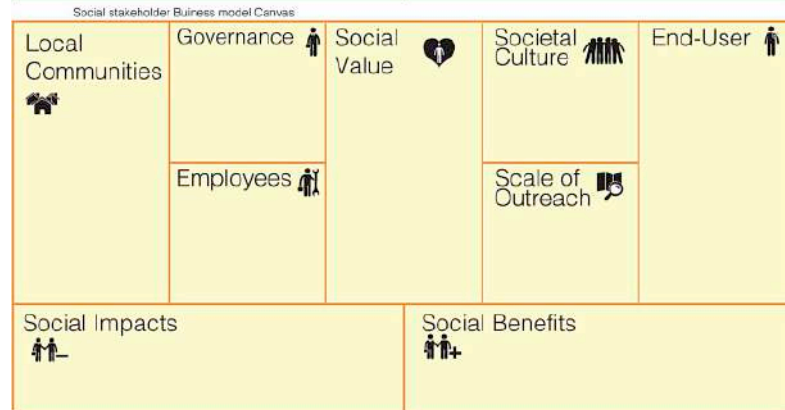 Social stakeholder Buiness model Canvas
Local
Communities
Governance
Employees
Social
Value
Societal
Culture
Scale of
Outreach
End-User
Social Impacts
Social Benefits